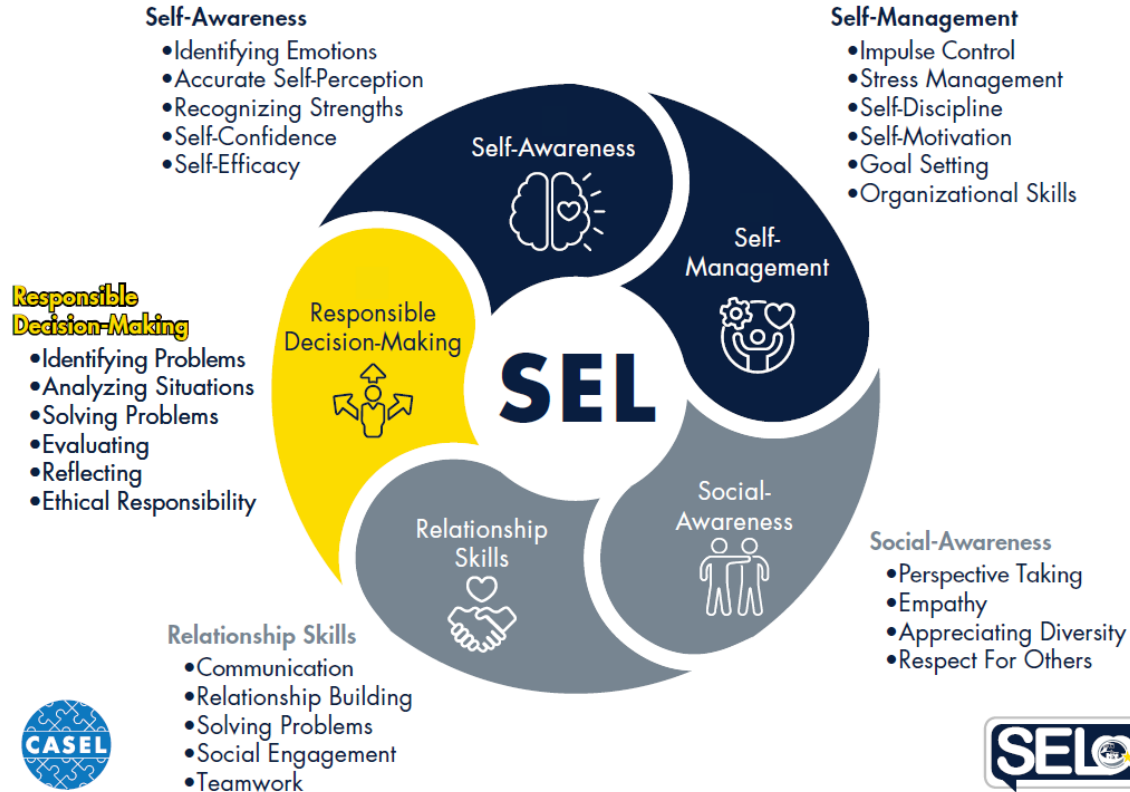 Self-Awareness
•Identifying Emotions
•Accurate Self-Perception
•Recognizing Strengths
•Self-Confidence
•Self-Efficacy
Self-Management
•Impulse Control
•Stress Management
•Self-Discipline
•Self-Motivation
•Goal Setting
•Organizational Skills
Self-Awareness
Self-
Management
Responsible
Decision-Making
•Identifying Problems
•Analyzing Situations
•Solving Problems
•Evaluating
•Reflecting
•Ethical Responsibility
Responsible
Decision-Making
SEL
Social-
Awareness
Relationship
Skills
Social-Awareness
•Perspective Taking
•Empathy
•Appreciating Diversity
•Respect For Others
Relationship Skills
•Communication
•Relationship Building
•Solving Problems
•Social Engagement
•Teamwork
CASEL
SEL